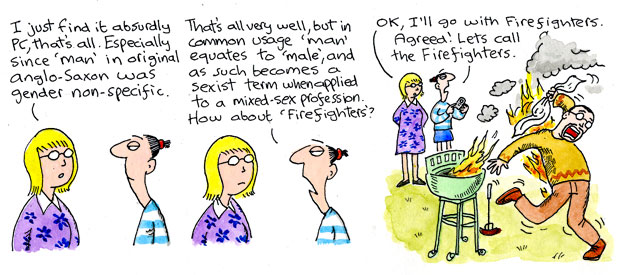 I just find it absurdly
PC, that's all. Especially
since 'man' in original
anglo-Saxon was
gender non-specific.
That's all very well, but in
common usage 'man'
equates to 'male', and
as such becomes a
sexist term when applied
to a mixed-sex profession.
How about 'Firefighters'?
OK, I'll go with Firefighters.
Agreed! Lets call
the Firefighters.